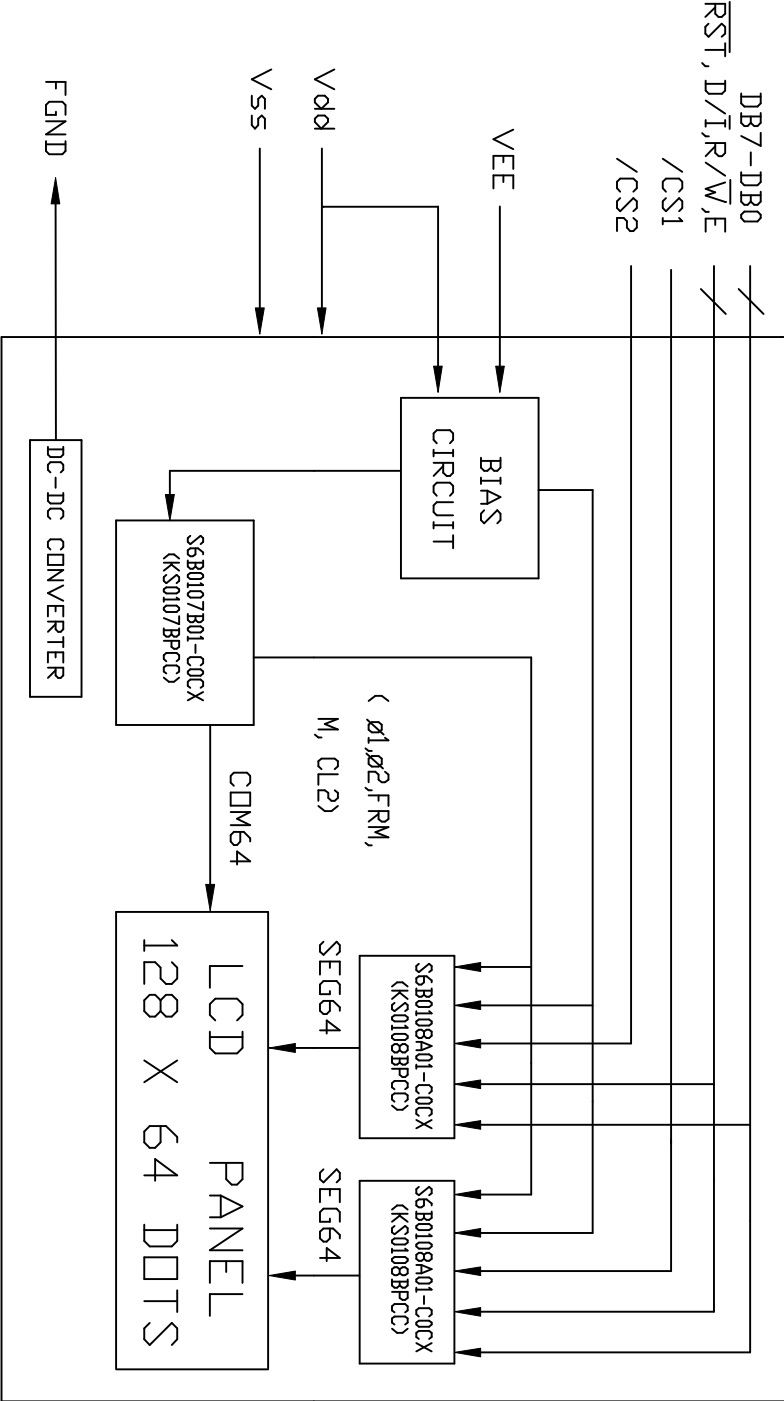 DB7-DB0
RST, D/I,R/W,E
/CS1
/CS2
VEE
Vdd
Vss
FGND
BIAS
CIRCUIT
S6B0107B01-C0CX
(KS0107BPCC)
DC-DC CONVERTER
( ø1,ø2,FRM,
M, CL2)
COM64
S6B0108A01-C0CX
(KS0108BPCC)
SEG64
S6B0108A01-C0CX
(KS0108BPCC)
SEG64
LCD PANEL
128 X 64 DOTS